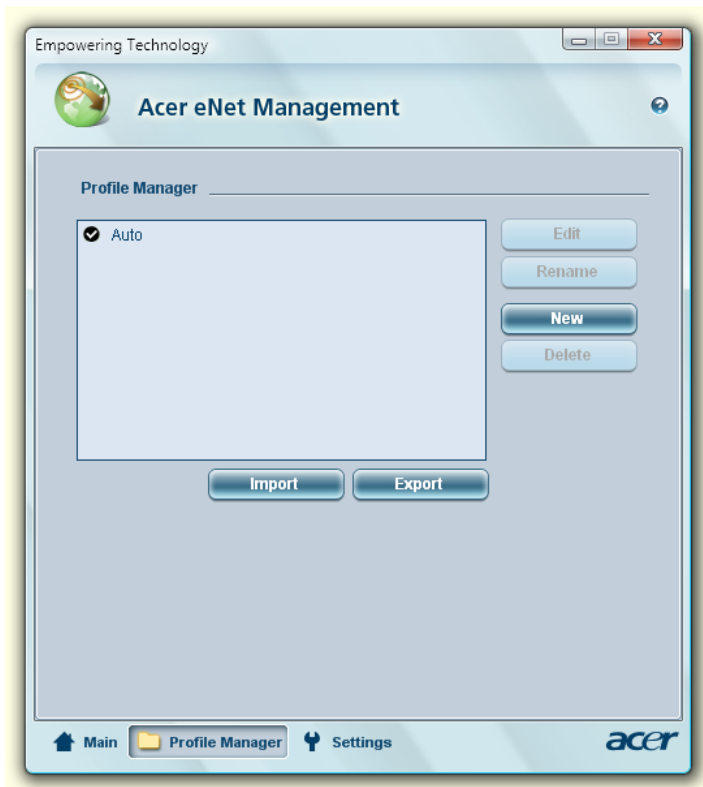 Empowering Technology
Acer eNet Management
Profile Manager
Auto
Edit
Rename
New
Delete
Import
Export
Main
Profile Manager
Settings
acer